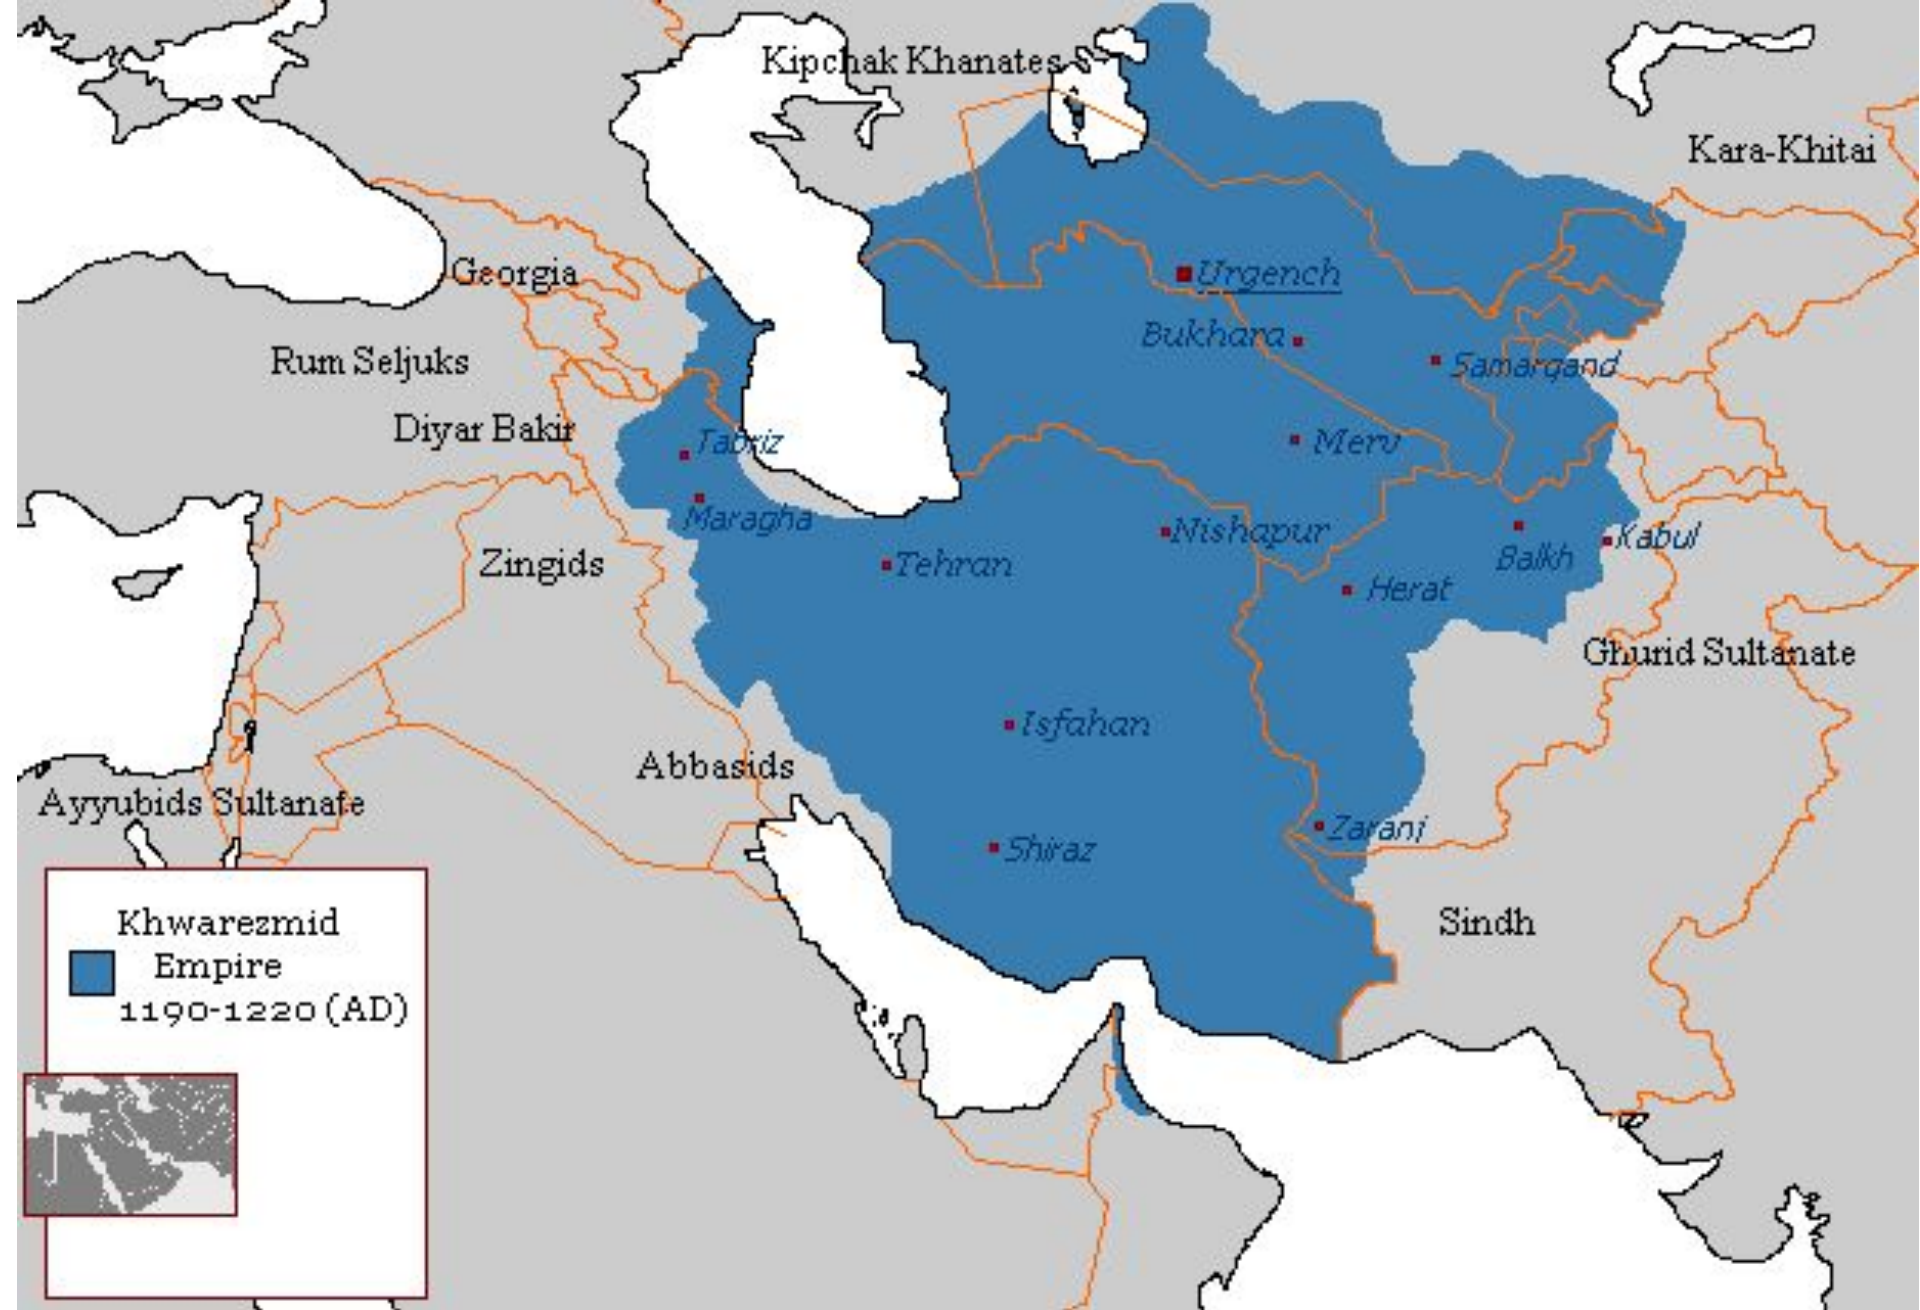 Kipchak Khanates
Kara-Khitai
Georgia
Urgench
Bukhara
Rum Seljuks
Samarqand
Diyar Bakir
Tabriz
Merv
Maragha
Nishapur
Kabul
Balkh
Zingids
Tehran
Herat
Ghurid Sultanate
Isfahan
Abbasids
Ayyubids Sultanate
Zaranj
Shiraz
Sindh
Khwarezmid
Empire
1190-1220 (AD)